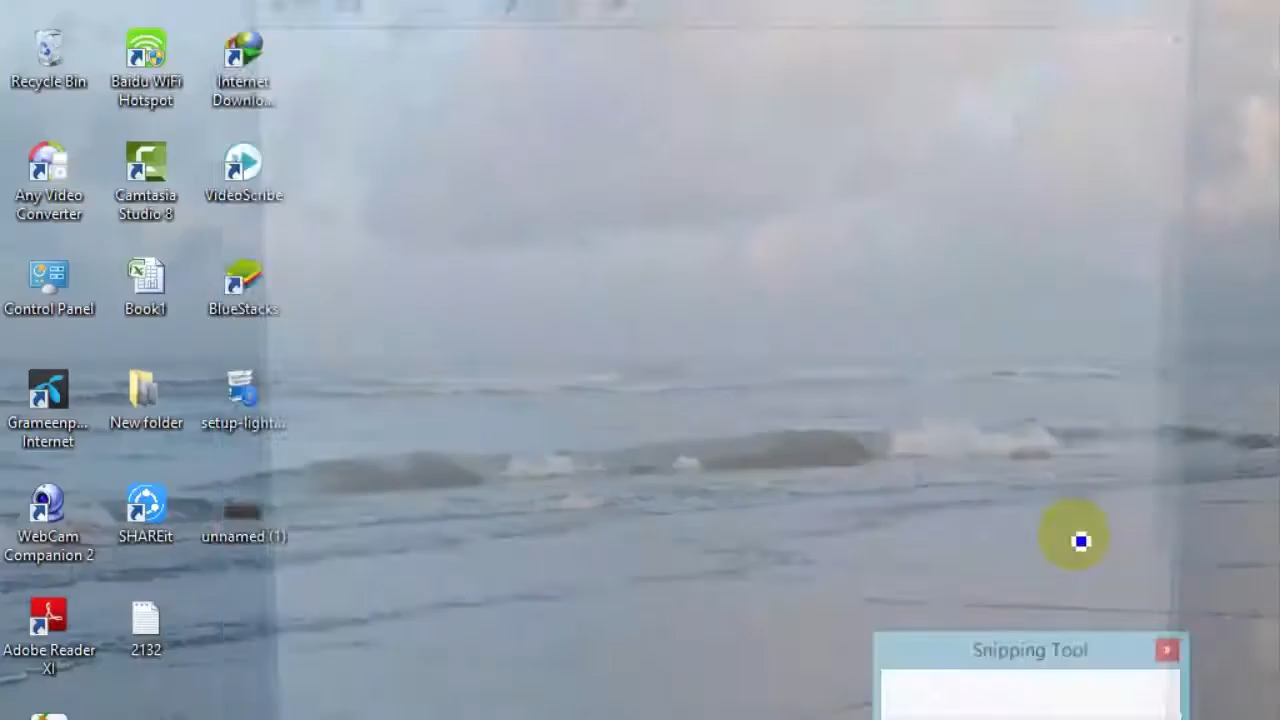 Recycle Bin
Baidu WiFi
Hotspot
Internet
Downlo...
Any Video
Converter
Camtasia
Studio 8
VideoScribe
Control Panel
Book1
BlueStacks
Grameenp...
Internet
New folder
setup-light...
WebCam
Companion 2
SHAREit
unnamed (1)
Adobe Reader
XI
2132
Snipping Tool